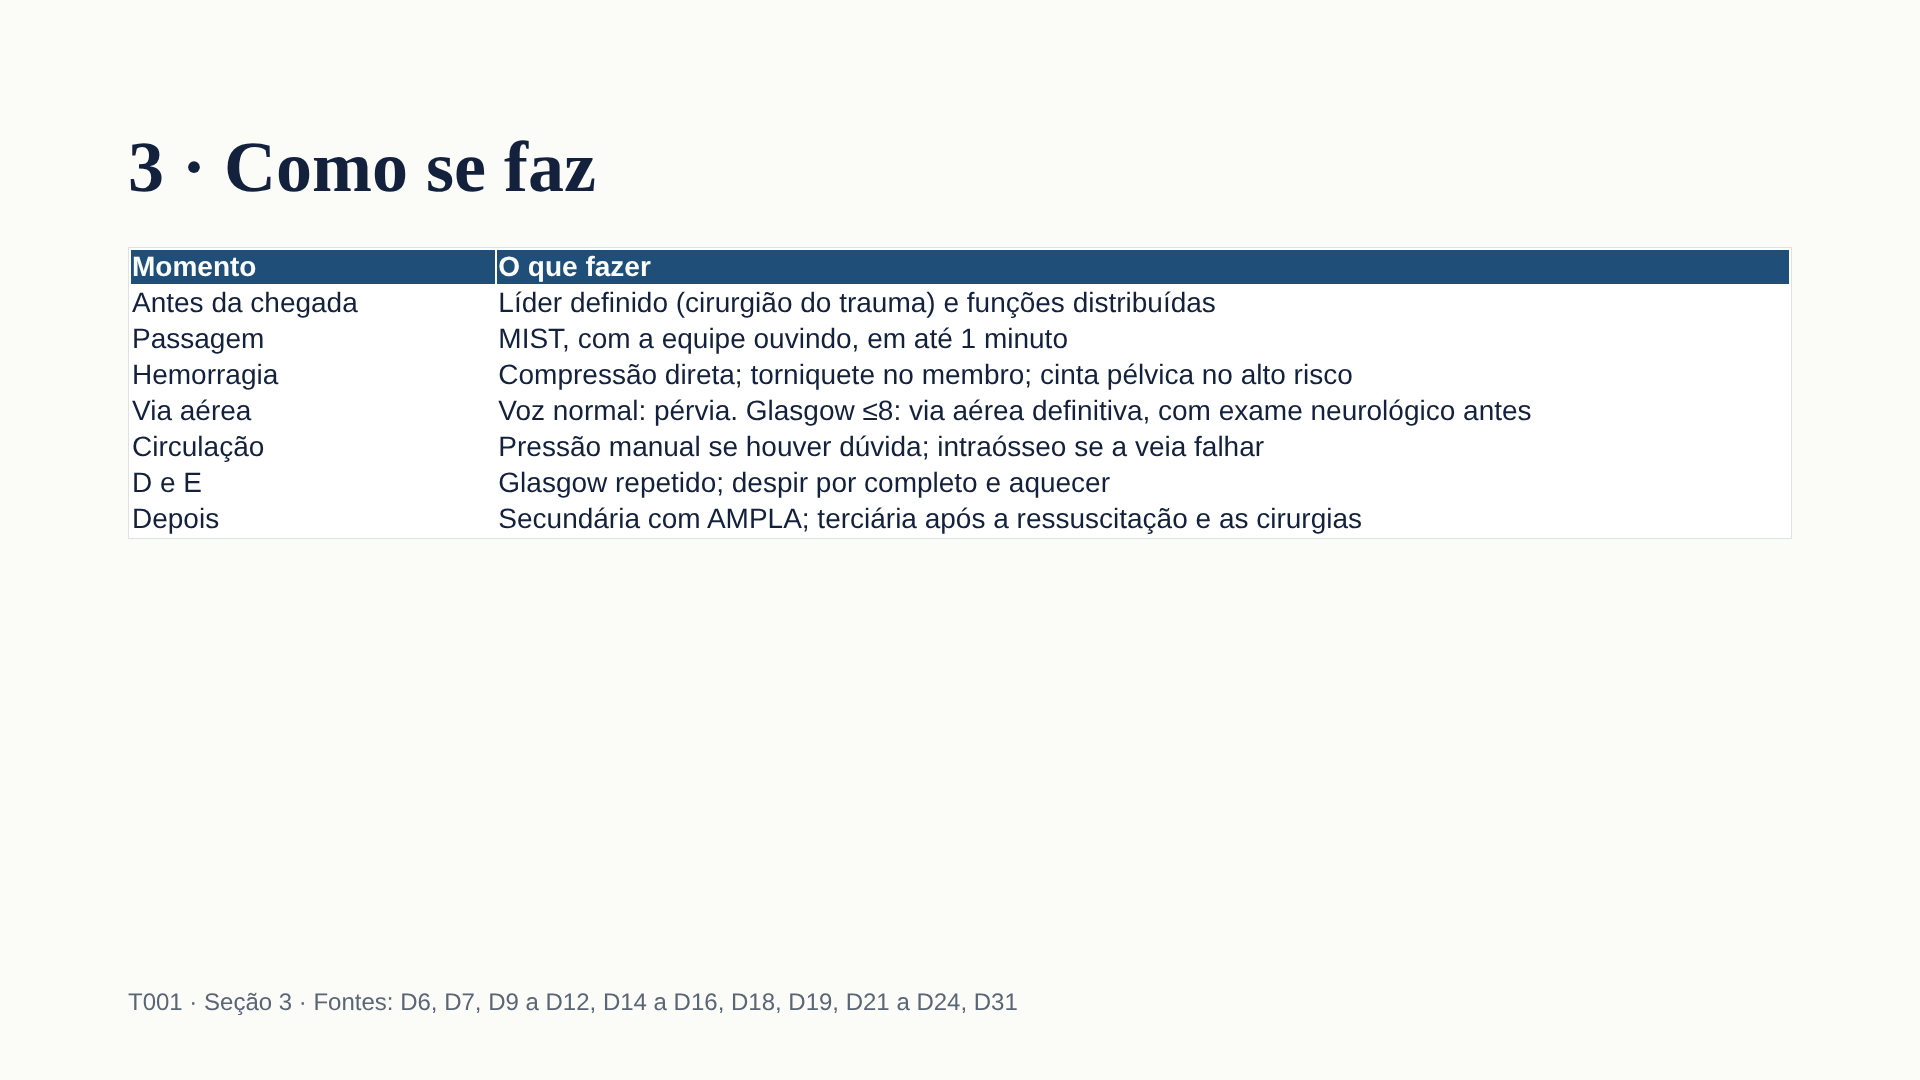 3 · Como se faz
Momento O que fazer
Antes da chegada Líder definido (cirurgião do trauma) e funções distribuídas
Passagem MIST, com a equipe ouvindo, em até 1 minuto
Hemorragia Compressão direta; torniquete no membro; cinta pélvica no alto risco
Via aérea Voz normal: pérvia. Glasgow ≤8: via aérea definitiva, com exame neurológico antes
Circulação Pressão manual se houver dúvida; intraósseo se a veia falhar
D e E Glasgow repetido; despir por completo e aquecer
Depois Secundária com AMPLA; terciária após a ressuscitação e as cirurgias
T001 · Seção 3 · Fontes: D6, D7, D9 a D12, D14 a D16, D18, D19, D21 a D24, D31